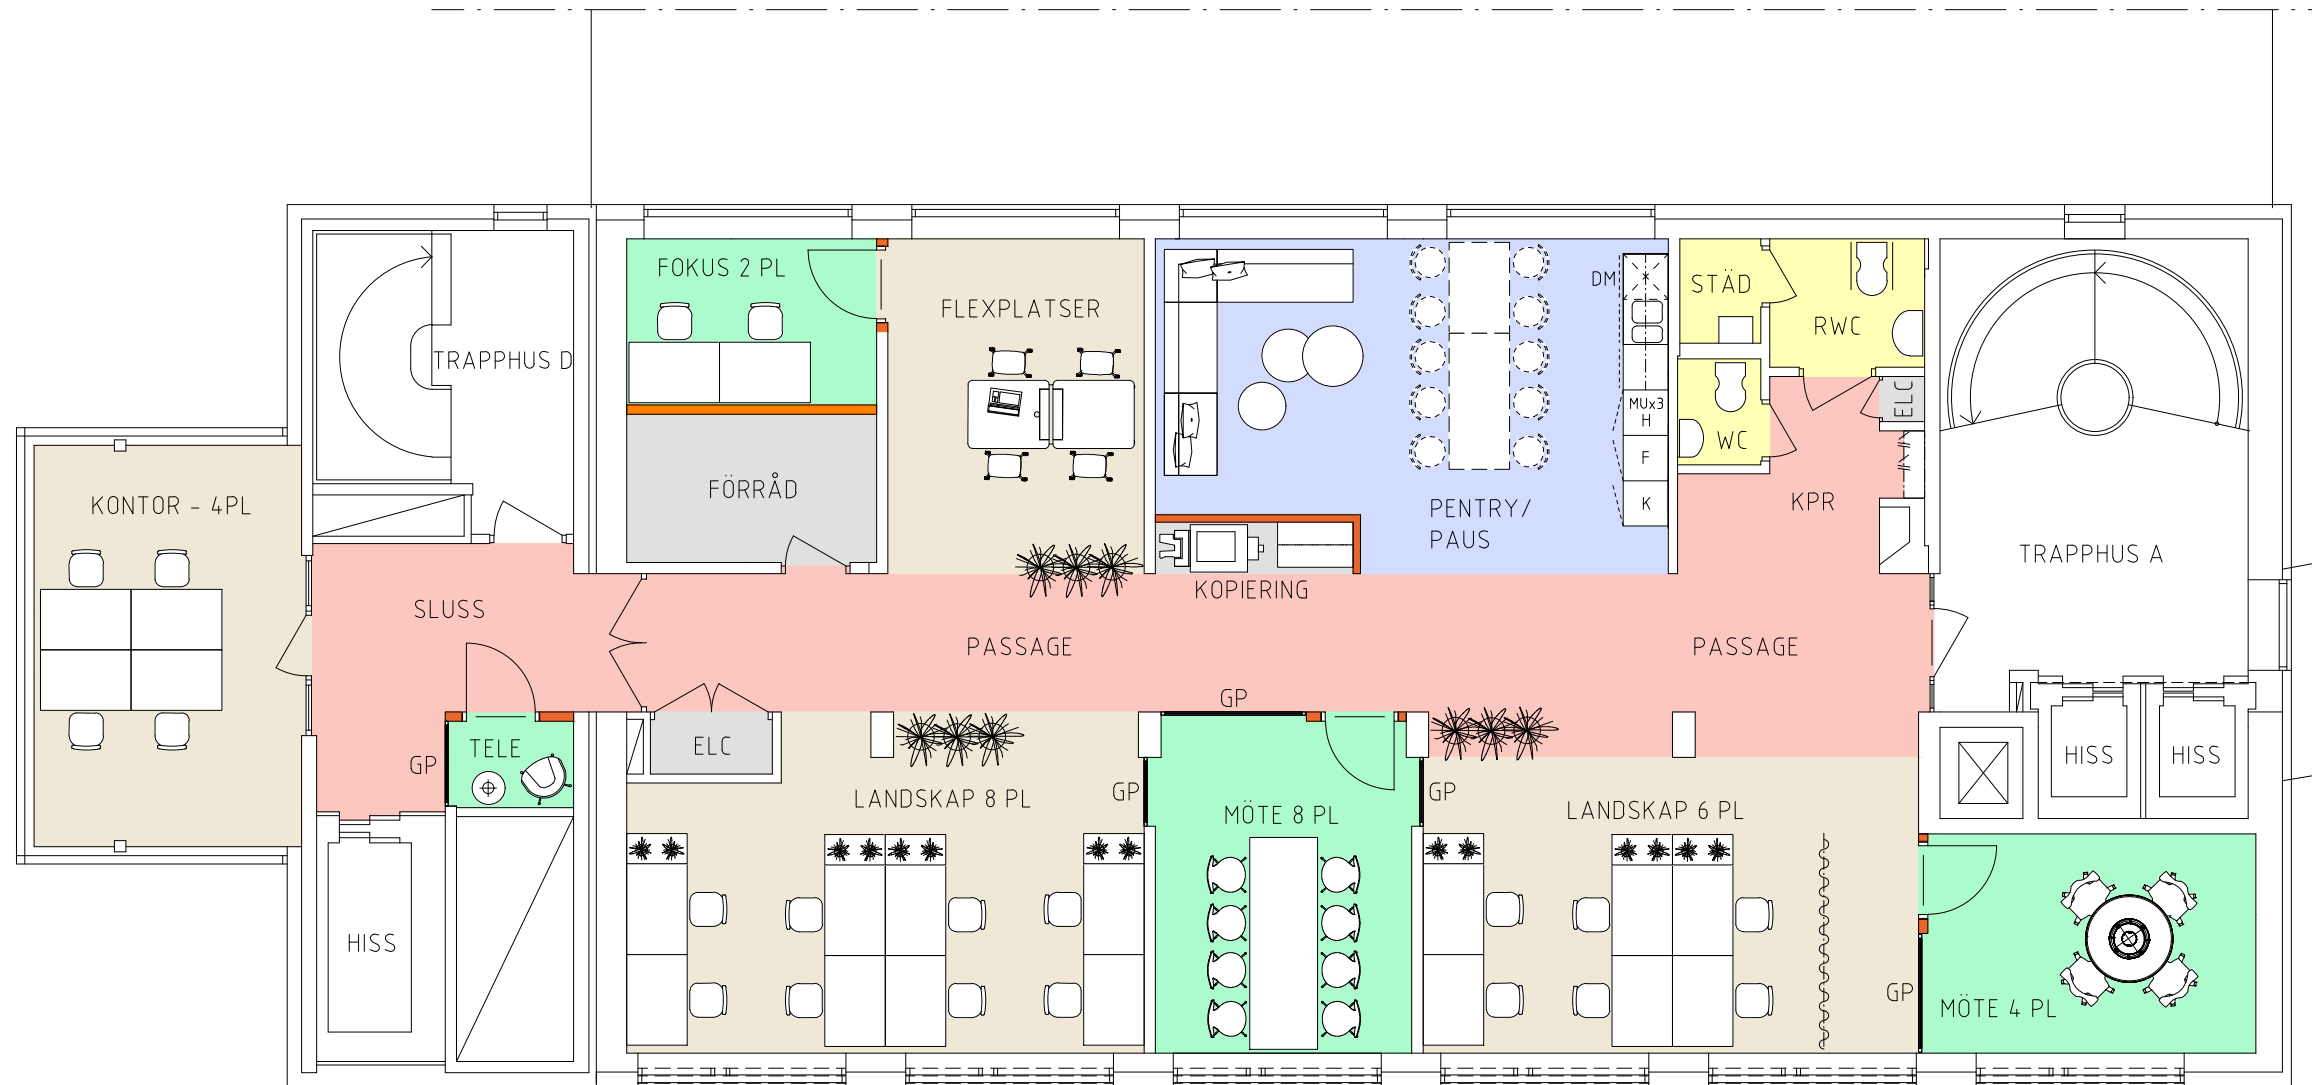 FOKUS 2 PL
FLEXPLATSER
DM
STÄD
RWC
TRAPPHUS D
MUx3
H
ELC
WC
F
KONTOR - 4PL
FÖRRÅD
K
PENTRY/
PAUS
KPR
TRAPPHUS A
KOPIERING
SLUSS
PASSAGE
PASSAGE
GP
TELE
GP
ELC
HISS
HISS
LANDSKAP 8 PL
GP
GP
MÖTE 8 PL
LANDSKAP 6 PL
HISS
GP
MÖTE 4 PL